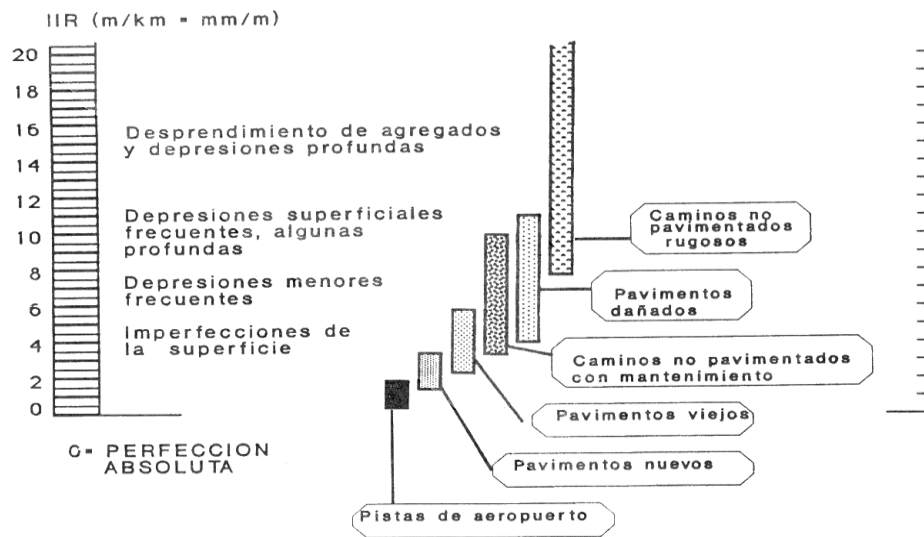 IIR (m/km = mm/m)
20
18
16
14
12
10
8
6
4
2
0
Desprendimiento de agregados
y depresiones profundas
Depresiones superficiales
frecuentes, algunas
profundas
Depresiones menores
frecuentes
Imperfecciones de
la superficie
Caminos no
pavimentados
rugosos
Pavimentos
dañados
Caminos no pavimentados
con mantenimiento
Pavimentos viejos
Pavimentos nuevos
Pistas de aeropuerto
0= PERFECCION
ABSOLUTA